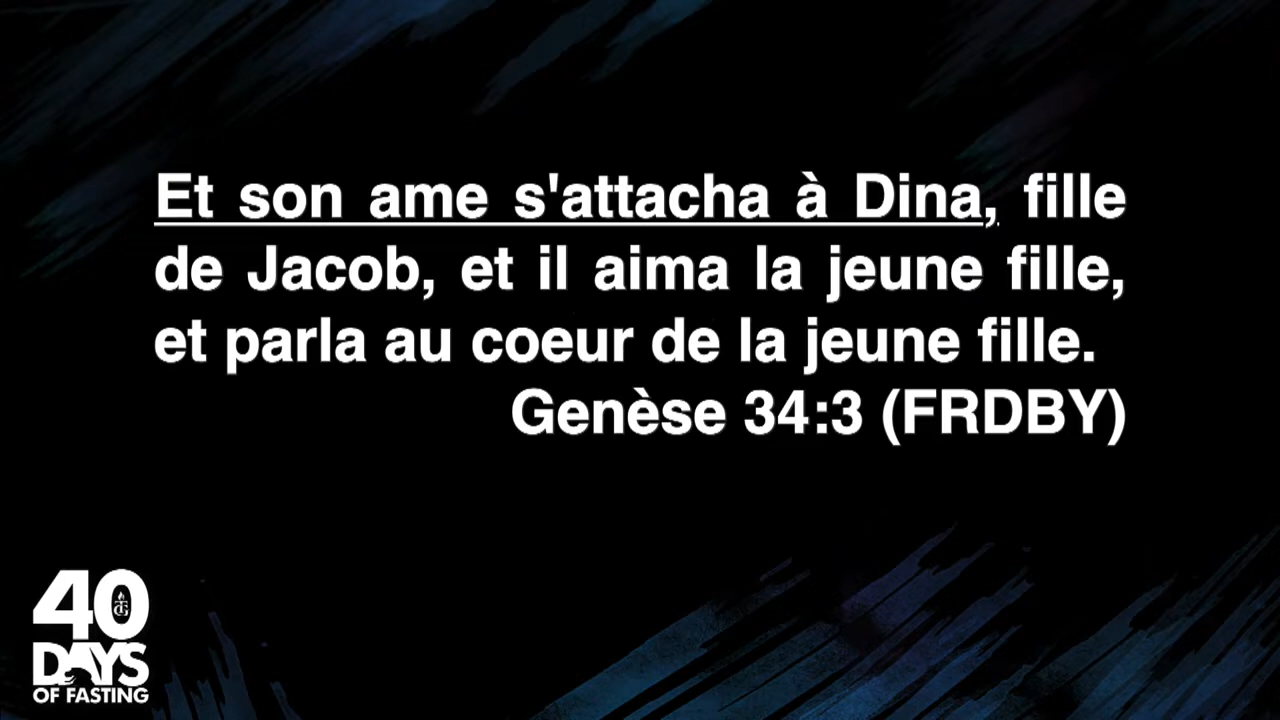 Et son ame s'attacha à Dina, fille
de Jacob, et il aima la jeune fille,
et parla au coeur de la jeune fille.
Genèse 34:3 (FRDBY)
40
DAYS
OF FASTING